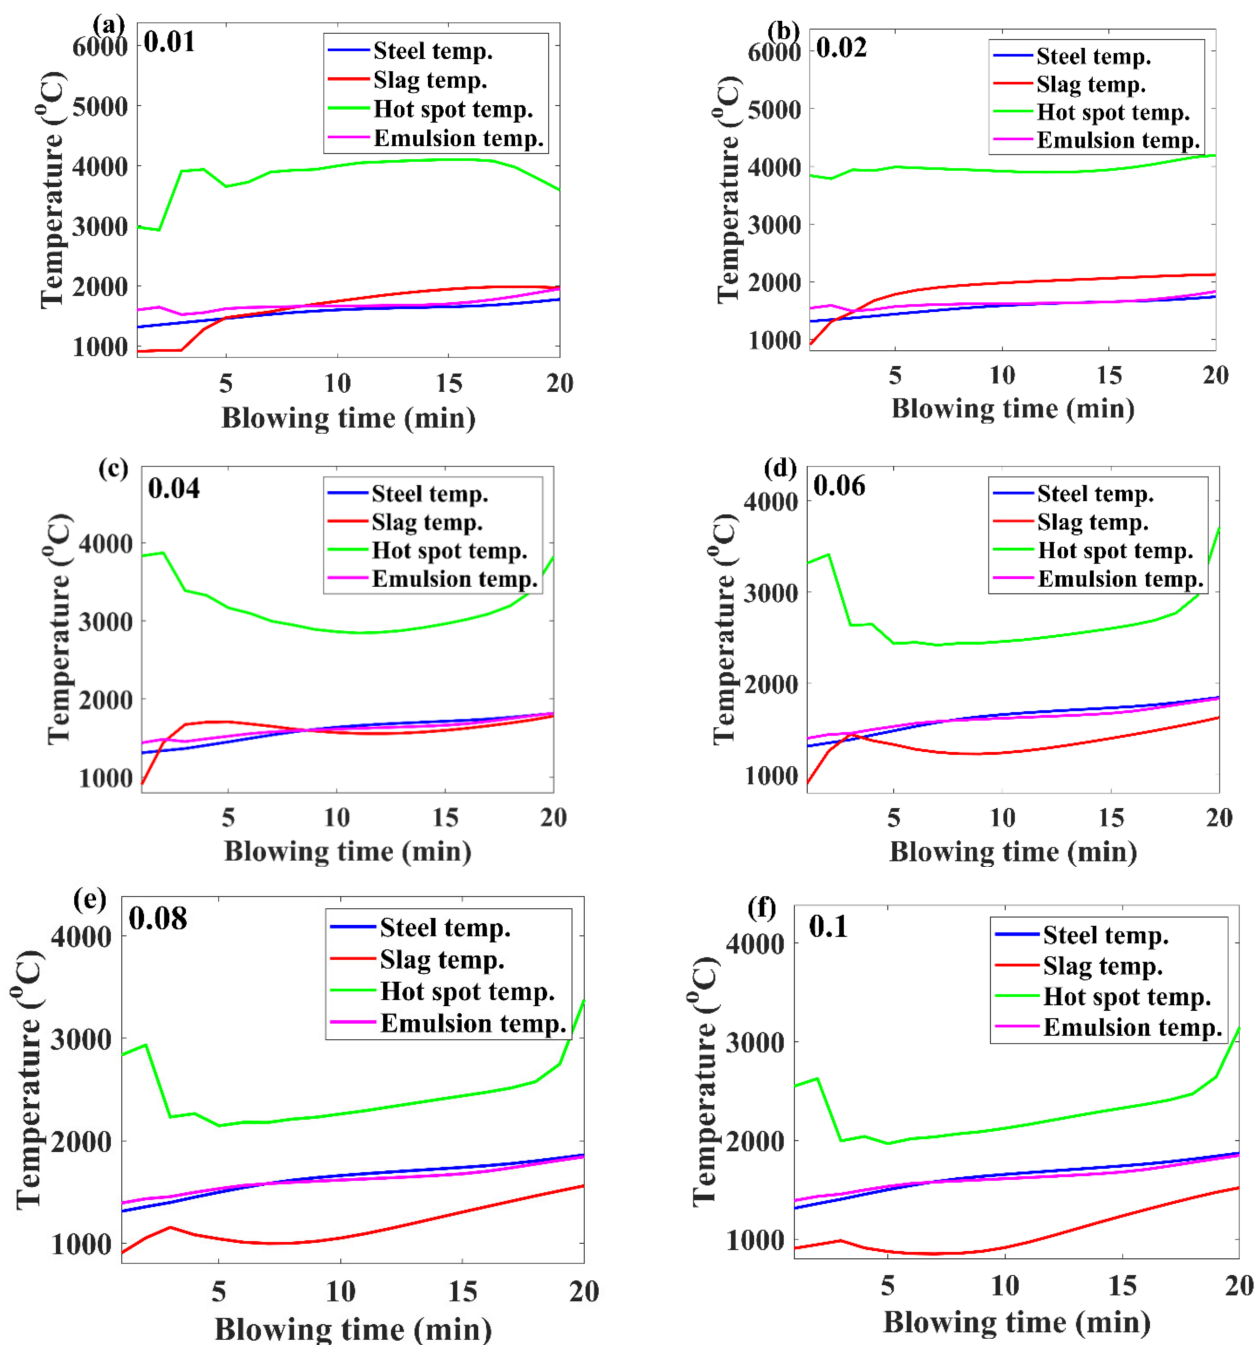 (a)
0.01
Steel temp.
Slag temp.
Hot spot temp.
Emulsion temp.
6000
5000
4000
3000
2000
1000
Temperature (°C)
5
10
15
20
Blowing time (min)
(b)
0.02
Steel temp.
Slag temp.
Hot spot temp.
Emulsion temp.
6000
5000
4000
3000
2000
1000
Temperature (°C)
5
10
15
20
Blowing time (min)
(c)
0.04
Steel temp.
Slag temp.
Hot spot temp.
Emulsion temp.
4000
3000
2000
1000
Temperature (°C)
5
10
15
20
Blowing time (min)
(d)
0.06
Steel temp.
Slag temp.
Hot spot temp.
Emulsion temp.
4000
3000
2000
1000
Temperature (°C)
5
10
15
20
Blowing time (min)
(e)
0.08
Steel temp.
Slag temp.
Hot spot temp.
Emulsion temp.
4000
3000
2000
1000
Temperature (°C)
5
10
15
20
Blowing time (min)
(f)
0.1
Steel temp.
Slag temp.
Hot spot temp.
Emulsion temp.
4000
3000
2000
1000
Temperature (°C)
5
10
15
20
Blowing time (min)